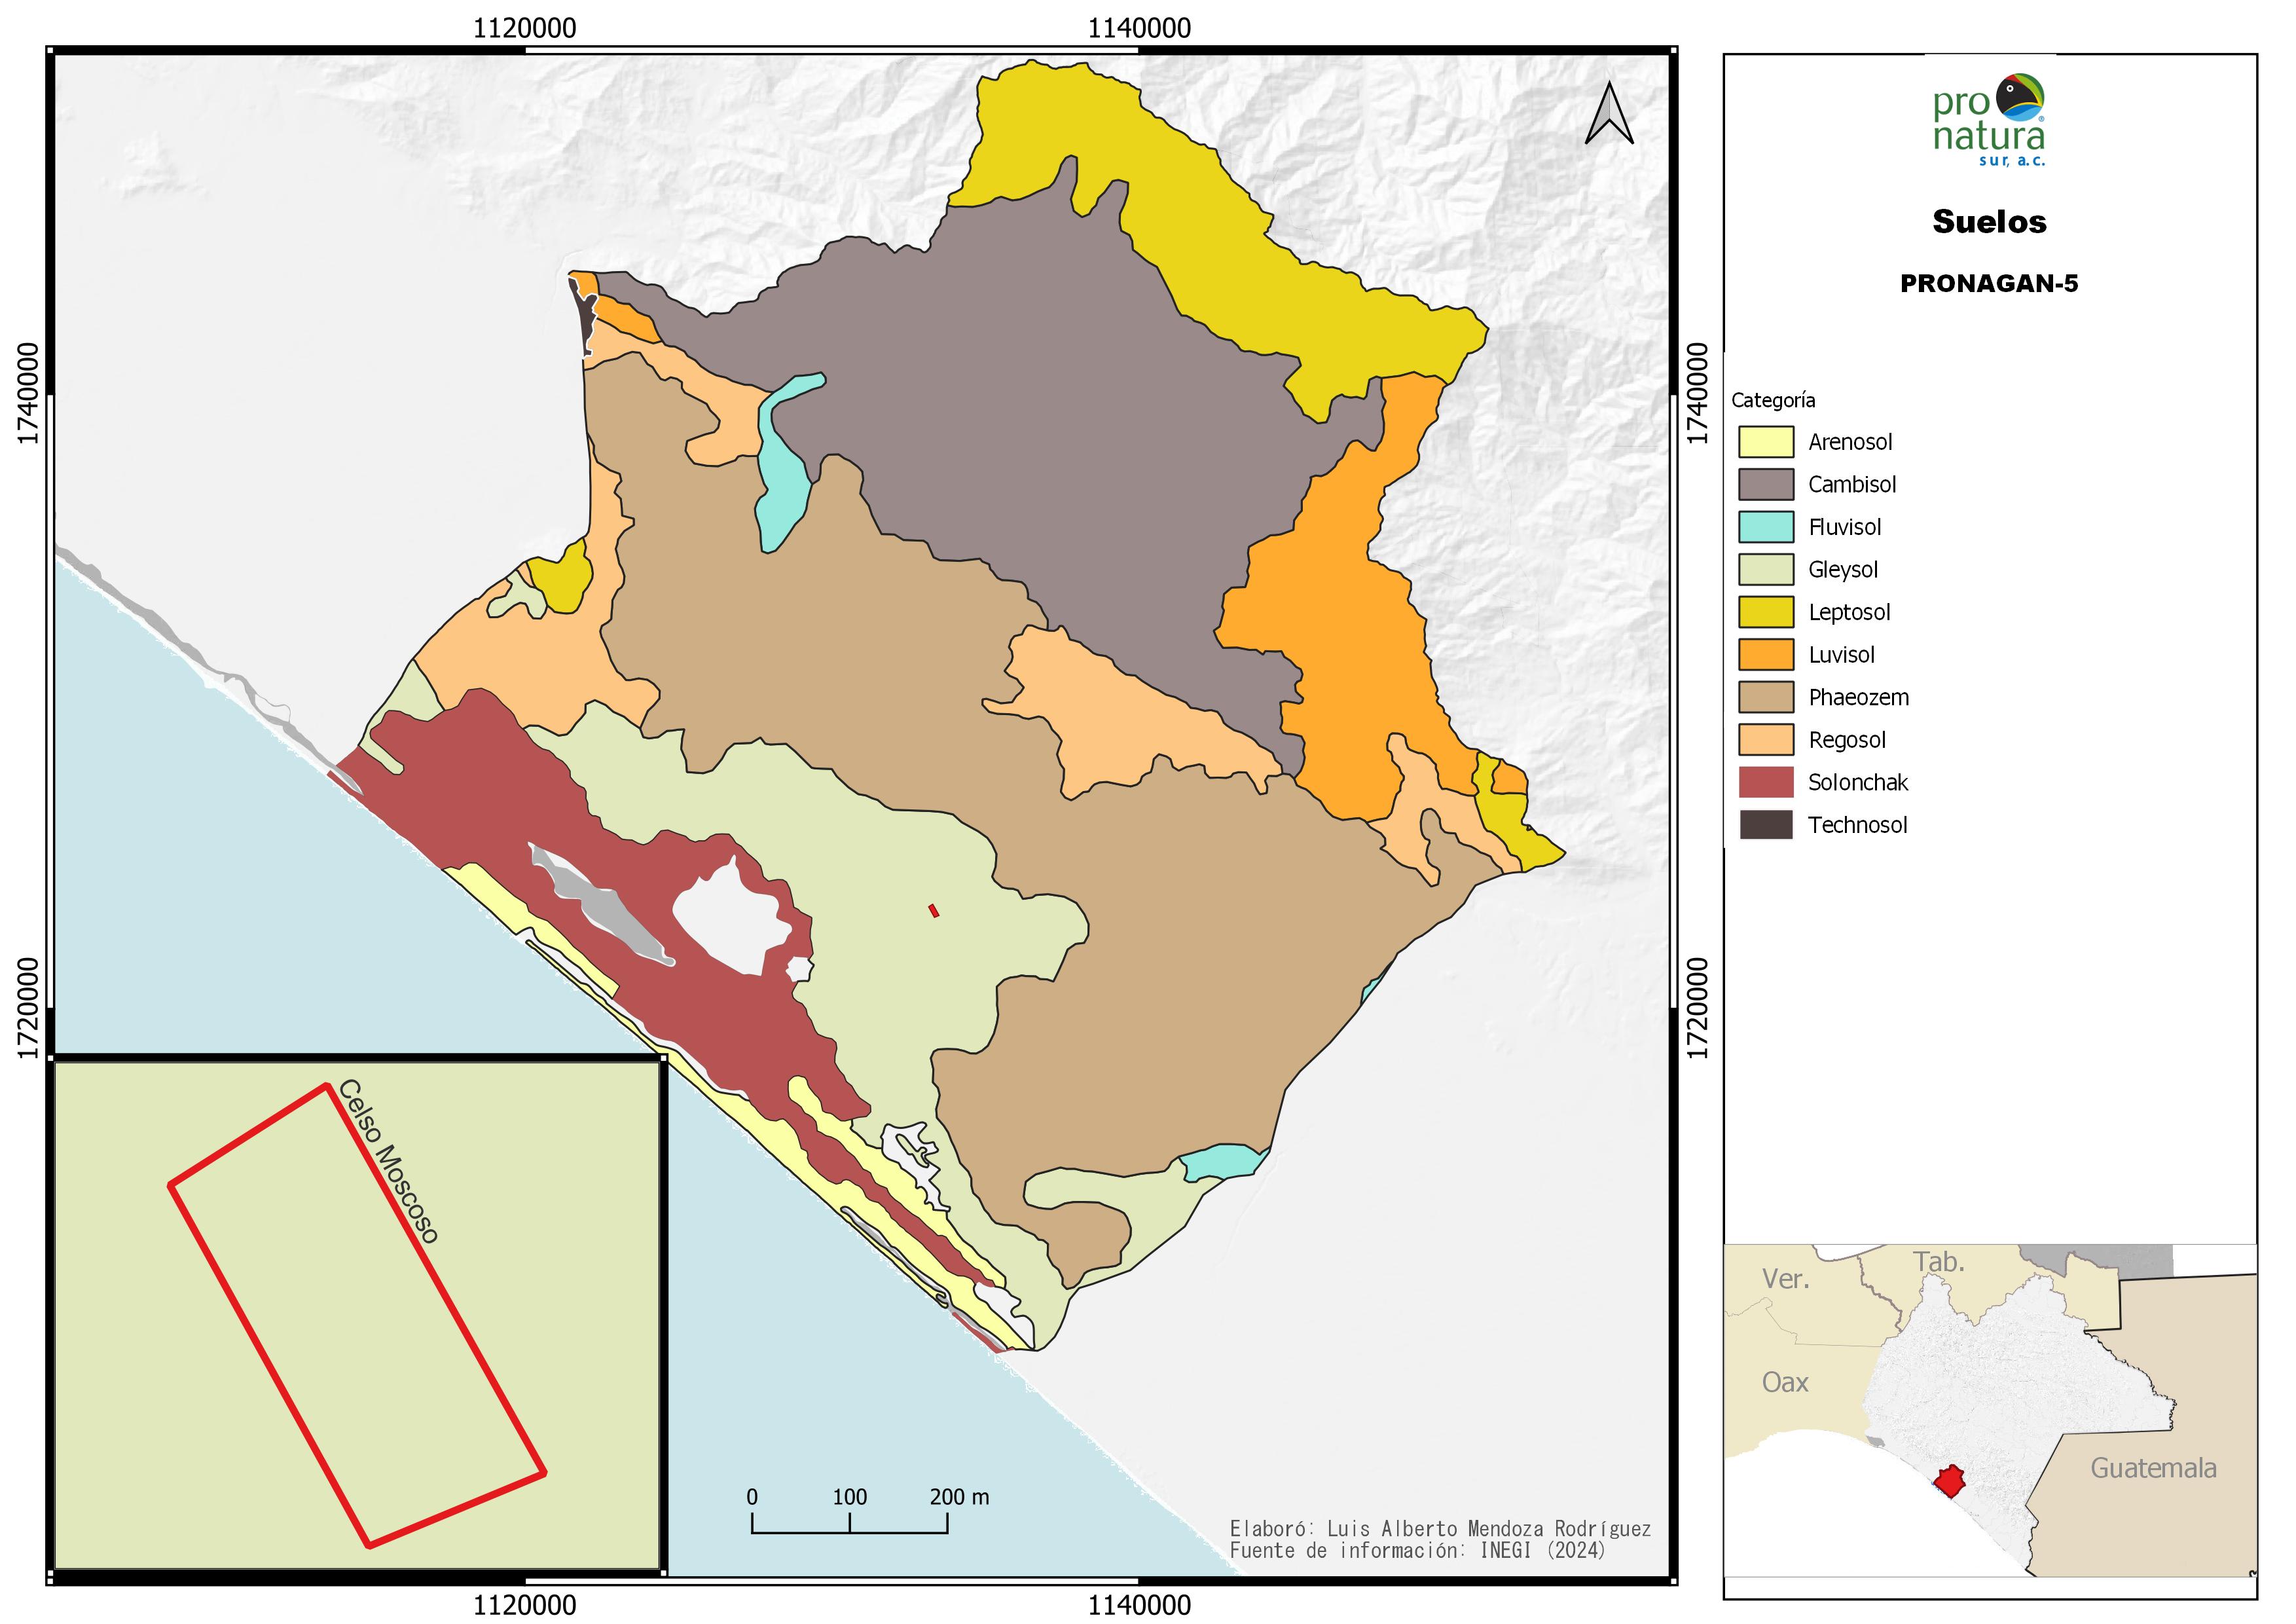 1120000
1140000
1740000
1740000
1720000
1720000
Celso Moscoso
0 100 200 m
Elaboró: Luis Alberto Mendoza Rodríguez
Fuente de información: INEGI (2024)
1120000
1140000
pro
natura
sur, a.c.
Suelos
PRONAGAN-5
Categoría
Arenosol
Cambisol
Fluvisol
Gleysol
Leptosol
Luvisol
Phaeozem
Regosol
Solonchak
Technosol
Ver.
Tab.
Oax
Guatemala